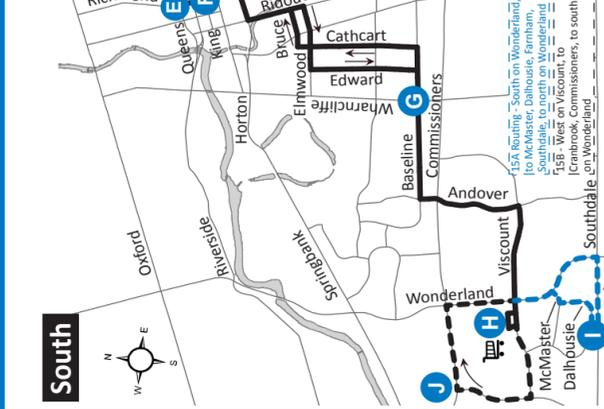 South
N
E
S
W
E
Queens
King
Ridou
Bruce
Cathcart
Elmwood
Edward
Wharncliffe
Horton
G
Baseline
Commissioners
Oxford
Riverside
Springbank
Andover
Viscount
Wonderland
Southdale
H
J
I
McMaster
Dalhousie
15A Routing - South on Wonderland,
to McMaster, Dalhousie, Farnham,
Southdale, to north on Wonderland
15B - West on Viscount, to
Cranbrook, Commissioners, to south
on Wonderland